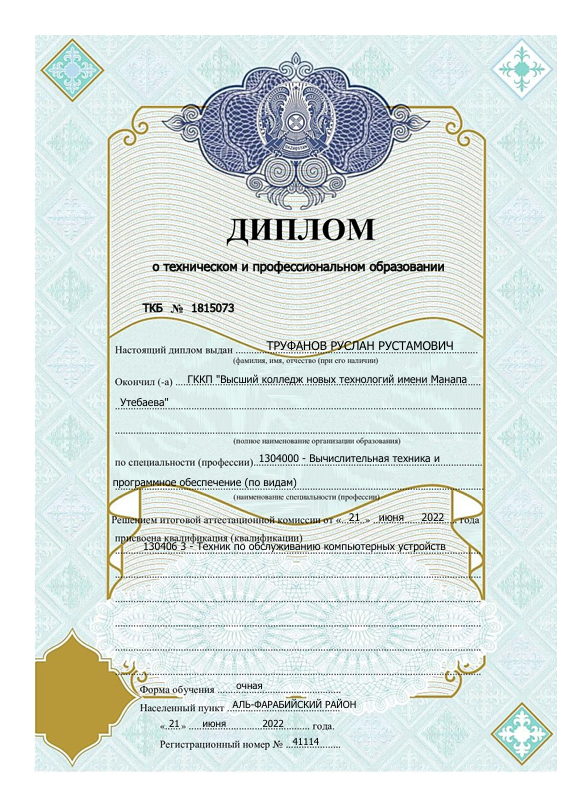 ДИПЛОМ
о техническом и профессиональном образовании
ТКБ № 1815073
Настоящий диплом выдан ТРУФАНОВ РУСЛАН РУСТАМОВИЧ
(фамилия, имя, отчество (при его наличии)
Окончил (-а) ГККП "Высший колледж новых технологий имени Манапа
Утебаева"
(полное наименование организации образования)
по специальности (профессии) 1304000 - Вычислительная техника и
программное обеспечение (по видам)
(наименование специальности (профессии)
Решением итоговой аттестационной комиссии от « 21 » июня 2022 года
присвоена квалификация (квалификации)
130406 3 - Техник по обслуживанию компьютерных устройств
Форма обучения очная
Населенный пункт АЛЬ-ФАРАБИЙСКИЙ РАЙОН
« 21 » июня 2022 года.
Регистрационный номер № 41114